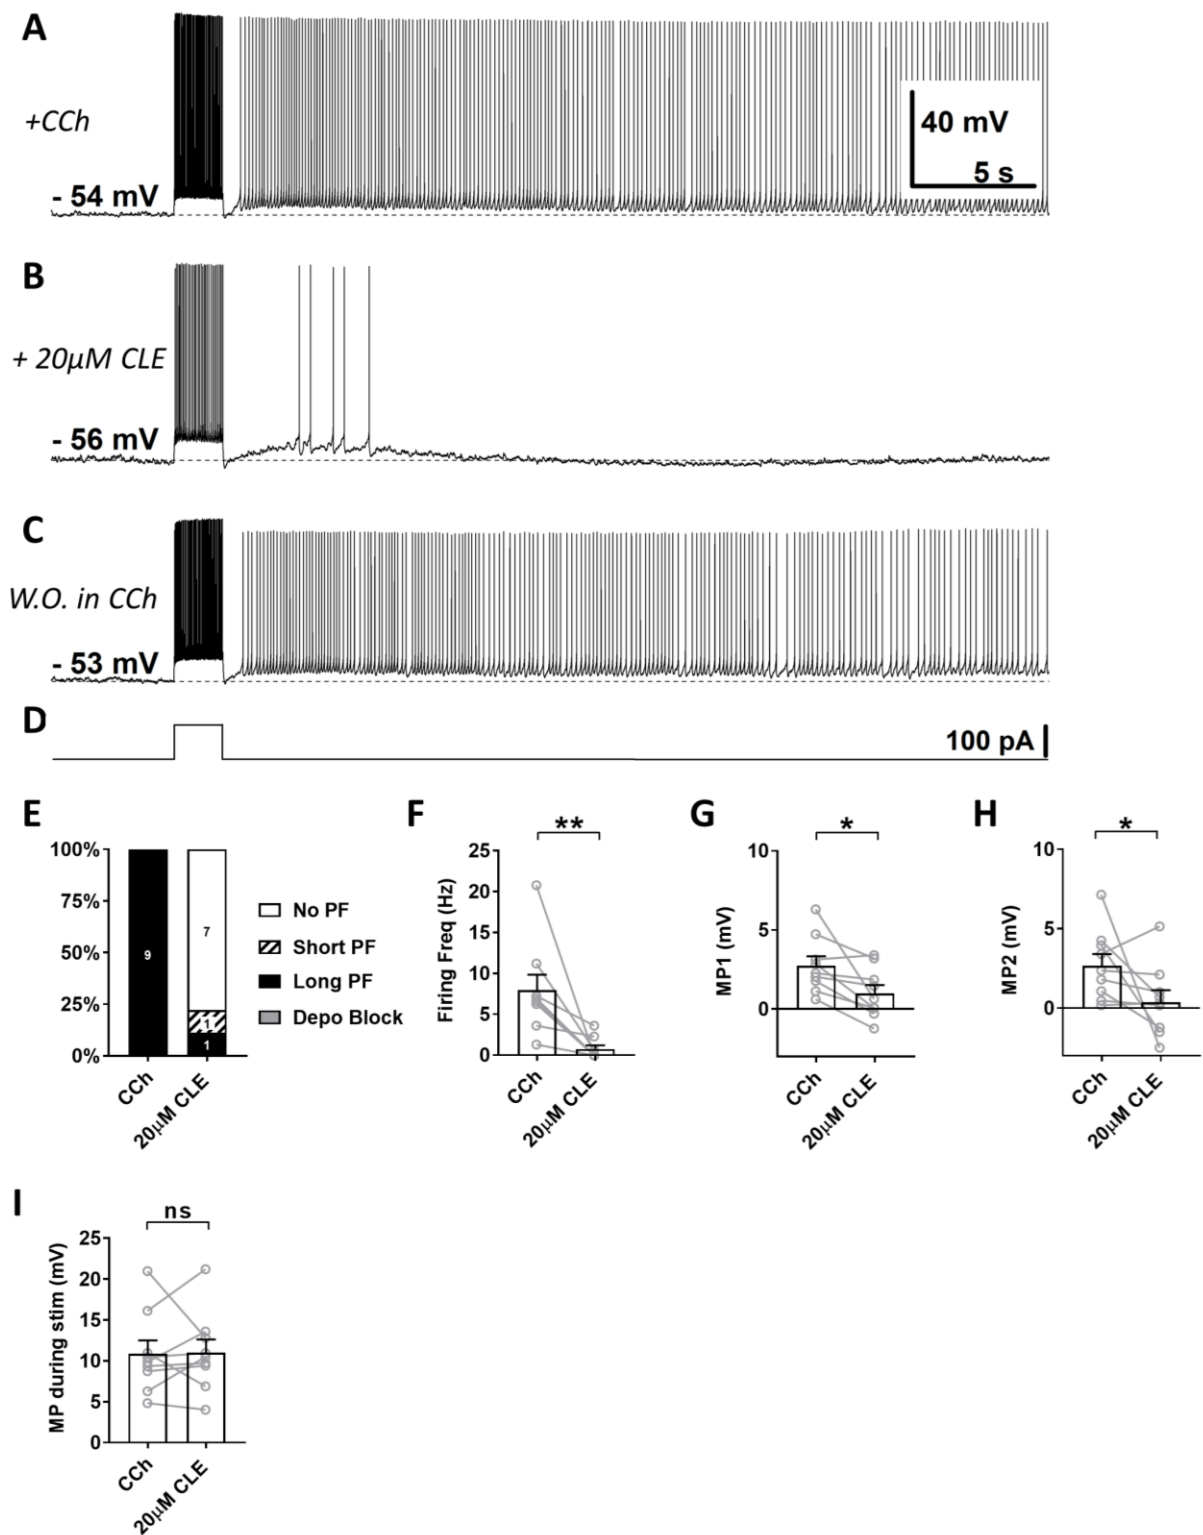 A
+CCh
- 54 mV
40 mV
5 s
B
+ 20µM CLE
- 56 mV
C
W.O. in CCh
- 53 mV
D
100 pA
E
100%
75%
50%
25%
0%
9
7
1
1
CCh
20µM CLE
No PF
Short PF
Long PF
Depo Block
F
**
Firing Freq (Hz)
25
20
15
10
5
0
CCh
20µM CLE
G
*
MP1 (mV)
10
5
0
CCh
20µM CLE
H
*
MP2 (mV)
10
5
0
CCh
20µM CLE
I
ns
MP during stim (mV)
25
20
15
10
5
0
CCh
20µM CLE